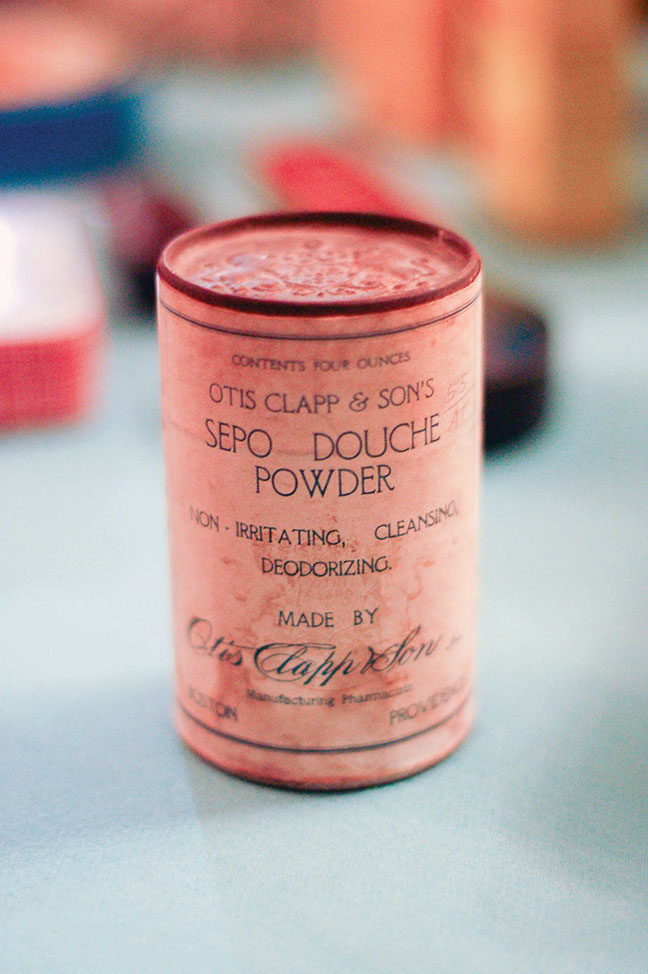 CONTENTS FOUR OUNCES
OTIS CLAPP & SON'S
SEPO DOUCHE
POWDER
NON-IRRITATING, CLEANSING,
DEODORIZING.
MADE BY
Otis Clapp & Son
Manufacturing Pharmacists
BOSTON PROVIDENCE